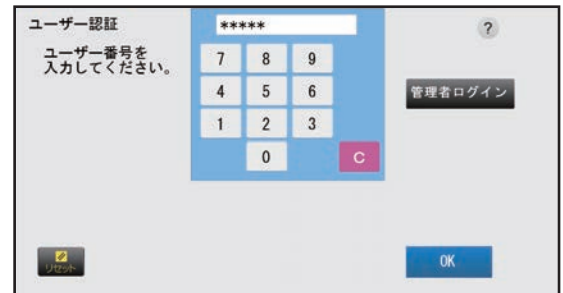 ユーザー認証
*****
?
ユーザー番号を
入力してください。
7 8 9
4 5 6
管理者ログイン
1 2 3
0 C
リセット
OK